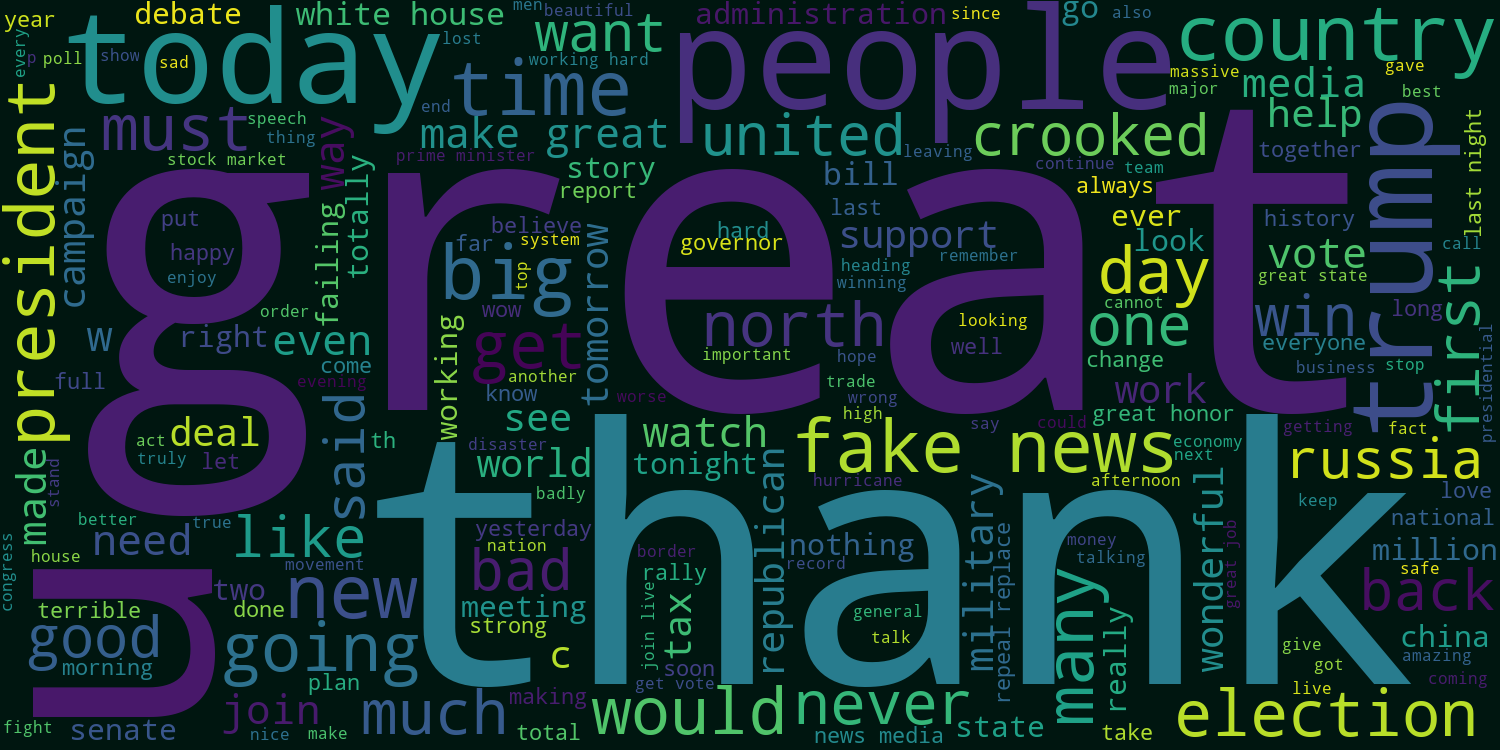 year
debate
white house
men
beautiful
administration
since
go
also
country
every
p
poll
show
sad
today
lost
want
working hard
time
people
massive
major
media
gave
best
president
campaign
must
speech
thing
end
make great
united
leaving
crooked
help
together
last night
stock market
way
totally
prime minister
story
report
bill
continue
team
always
trump
great
put
happy
enjoy
failing
believe
far
system
big
top
tomorrow
last
hard
governor
support
heading
winning
remember
ever
look
day
cannot
history
vote
great state
call
first
w
order
right
even
come
full
evening
wow
get
working
another
know
worse
north
important
hope
looking
well
trade
wrong
high
one
change
work
win
everyone
business
stop
long
presidential
made
stand
act
deal
truly
let
said
th
see
disaster
world
badly
watch
tonight
fake news
say
could
great honor
economy
next
getting
fact
russia
better
true
need
like
yesterday
nation
republican
hurricane
thank
afternoon
military
wonderful
keep
love
national
million
congress
house
movement
terrible
two
done
new
bad
meeting
strong
border
rally
join live
tax
nothing
record
general
talk
repeal replace
money
talking
many
really
great job
safe
back
good
morning
going
c
soon
get vote
give
got
live
china
amazing
coming
plan
fight
senate
join
nice
make
much
making
total
would
never
news media
state
take
election